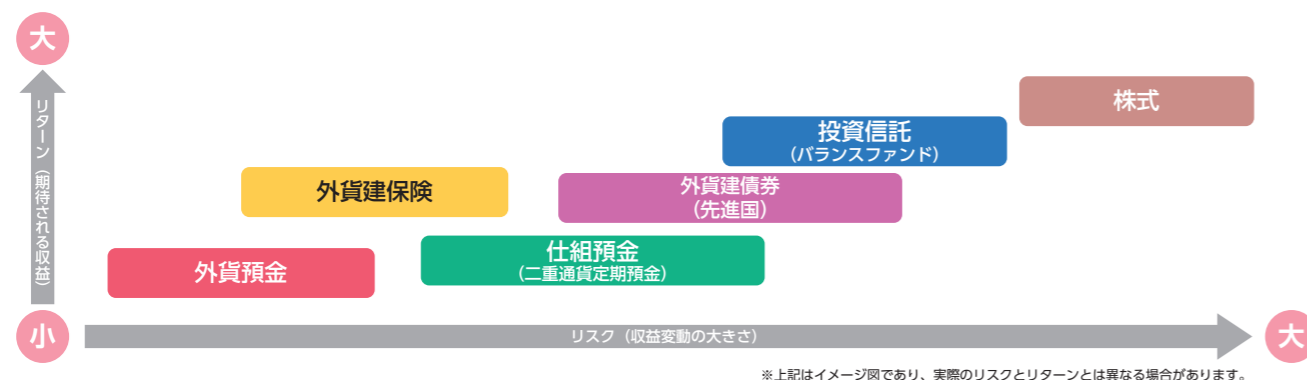 大
リターン（期待される収益）
株式
投資信託
（バランスファンド）
外貨建保険
外貨建債券
（先進国）
外貨預金
仕組預金
（二重通貨定期預金）
小
リスク（収益変動の大きさ）
大
※上記はイメージ図であり、実際のリスクとリターンとは異なる場合があります。